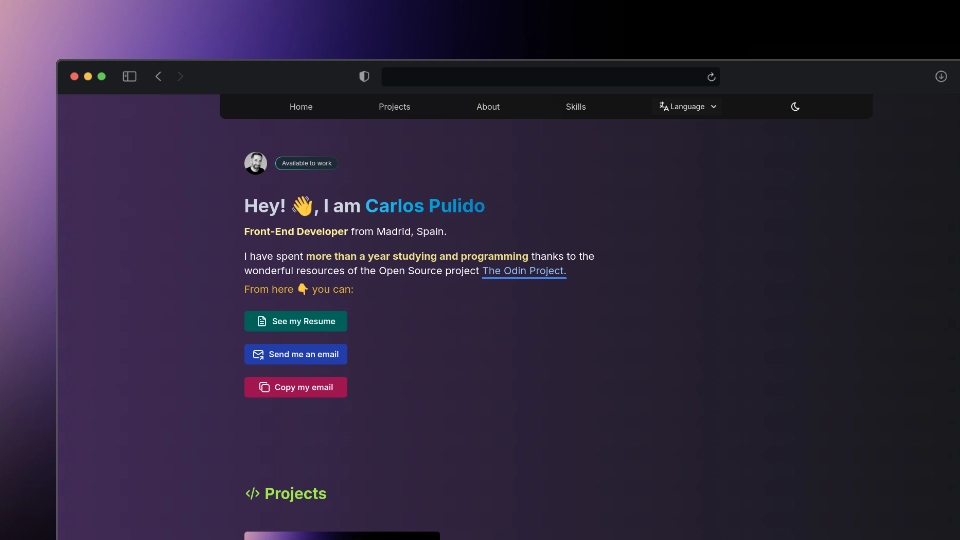 Home Projects About Skills Language
Available to work
Hey! 👋, I am Carlos Pulido
Front-End Developer from Madrid, Spain.
I have spent more than a year studying and programming thanks to the
wonderful resources of the Open Source project The Odin Project.
From here 👇 you can:
See my Resume
Send me an email
Copy my email
</> Projects